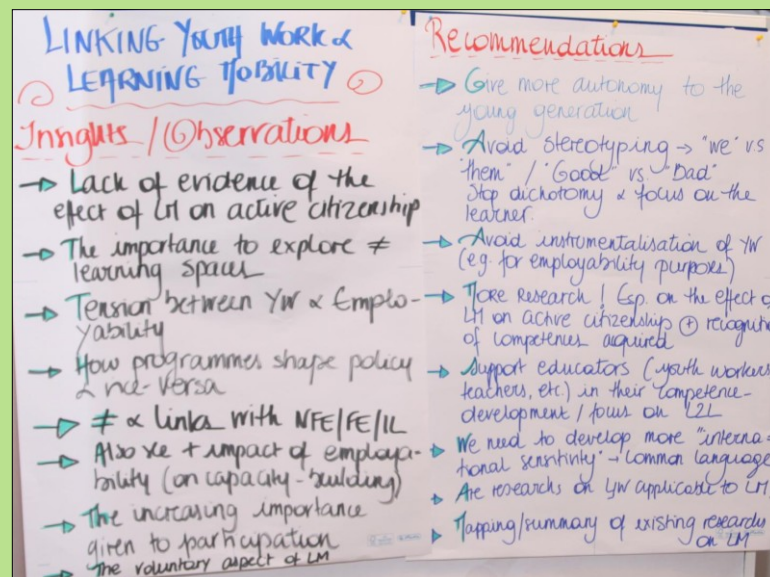 LINKING YOUTH WORK &
LEARNING MOBILITY
Insights / Observations
→ Lack of evidence of the
effect of LM on active citizenship
→ The importance to explore ≠
learning spaces
→ Tension between YW & Emplo-
yability
→ How programmes shape policy
& vice-versa
→ ≠ & links with NFE/FE/IL
→ Also + impact of employa-
bility (on capacity-building)
→ The increasing importance
given to participation
→ The voluntary aspect of LM
Recommendations
→ Give more autonomy to the
young generation
→ Avoid stereotyping → "we" vs
"them" / "Good" vs. "Bad"
Stop dichotomy & focus on the
learner.
→ Avoid instrumentalisation of YW
(e.g. for employability purposes)
→ More Research! Esp. on the effect of
LM on active citizenship ⊕ recogniti
of competences acquired
→ Support educators (youth workers
teachers, etc.) in their competence-
development / focus on L2L
→ We need to develop more "interna-
tional sensitivity" → common language
→ Are researchs on YW applicable to LM
→ Mapping/summary of existing researchs
on LM